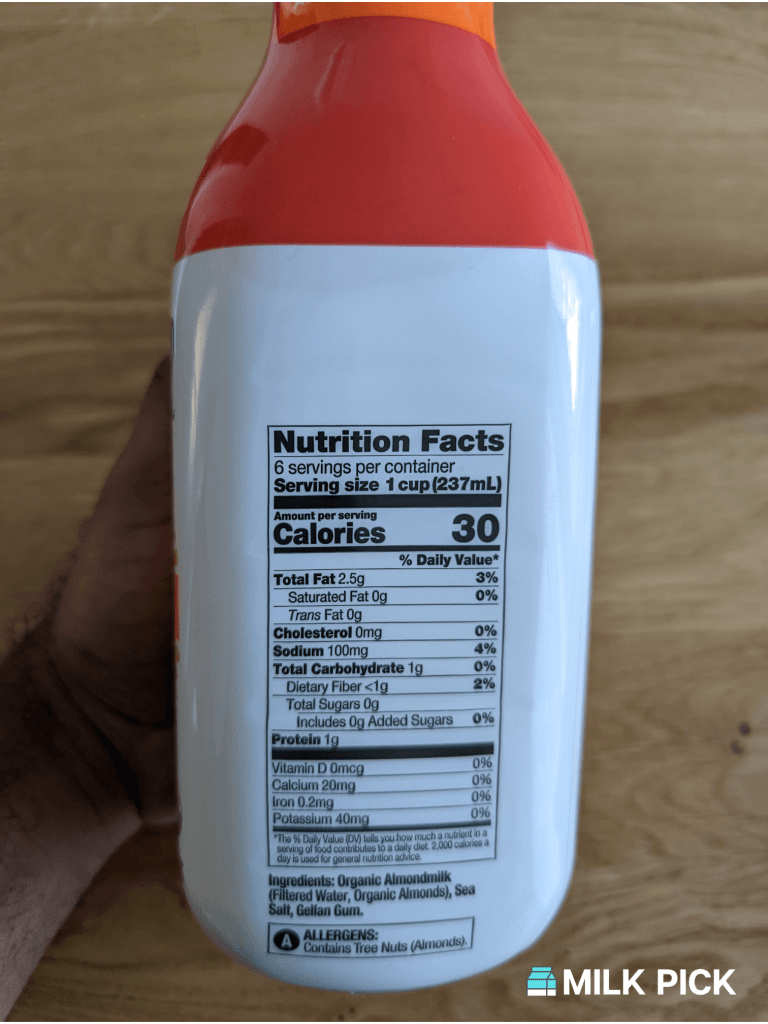 Nutrition Facts
6 servings per container
Serving size 1 cup (237mL)
Amount per serving
Calories 30
% Daily Value*
Total Fat 2.5g 3%
Saturated Fat 0g 0%
Trans Fat 0g
Cholesterol 0mg 0%
Sodium 100mg 4%
Total Carbohydrate 1g 0%
Dietary Fiber <1g 2%
Total Sugars 0g
Includes 0g Added Sugars 0%
Protein 1g
Vitamin D 0mcg 0%
Calcium 20mg 0%
Iron 0.2mg 0%
Potassium 40mg 0%
*The % Daily Value (DV) tells you how much a nutrient in a
serving of food contributes to a daily diet. 2,000 calories a
day is used for general nutrition advice.
Ingredients: Organic Almondmilk
(Filtered Water, Organic Almonds), Sea
Salt, Gellan Gum.
A ALLERGENS:
Contains Tree Nuts (Almonds).
MILK PICK